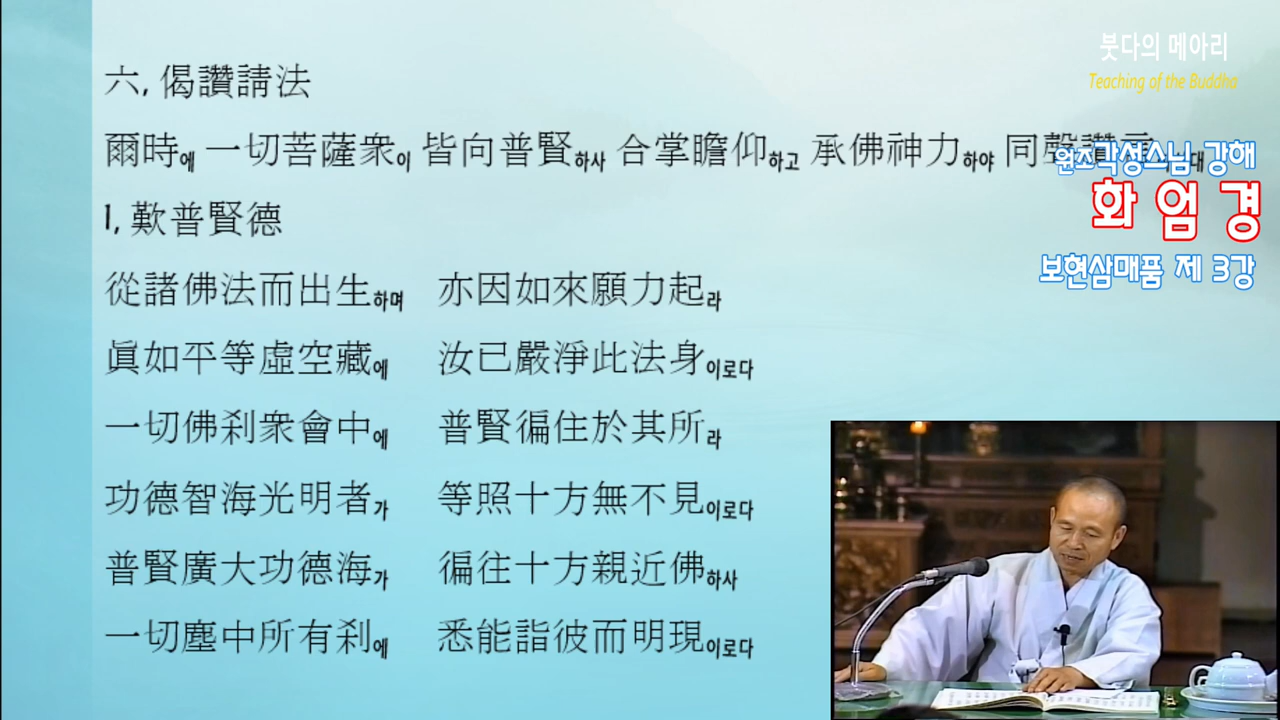 六, 偈讚請法
爾時에 一切菩薩衆이 皆向普賢하사 合掌瞻仰하고 承佛神力하야 同聲讚言 대
1, 歎普賢德
從諸佛法而出生하며 亦因如來願力起라
眞如平等虛空藏에 汝已嚴淨此法身이로다
一切佛刹衆會中에 普賢徧住於其所라
功德智海光明者가 等照十方無不見이로다
普賢廣大功德海가 徧往十方親近佛하사
一切塵中所有刹에 悉能詣彼而明現이로다
붓다의 메아리
Teaching of the Buddha
원조각성스님 강해
화엄경
보현삼매품 제 3강